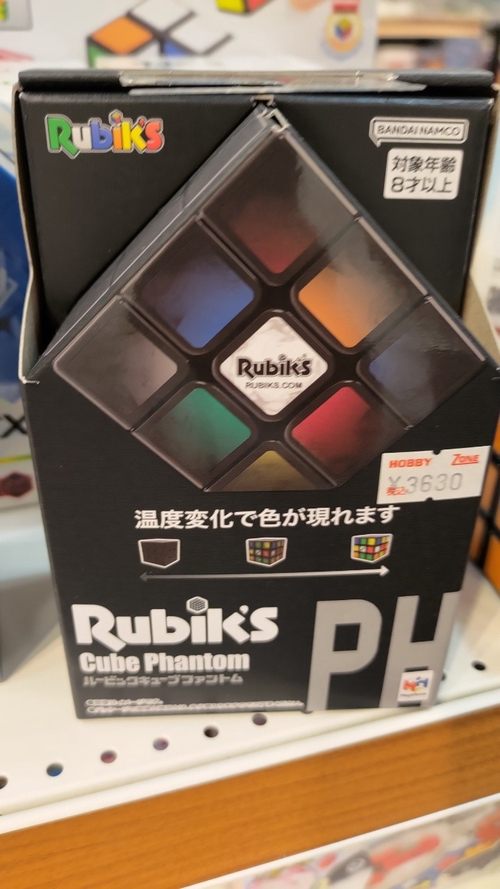 Rubik's
BANDAI NAMCO
対象年齢
8才以上
Rubik's
RUBIKS.COM
HOBBY ZONE
¥3630
税込
温度変化で色が現れます
Rubik's
Cube Phantom
ルービックキューブファントム
PH